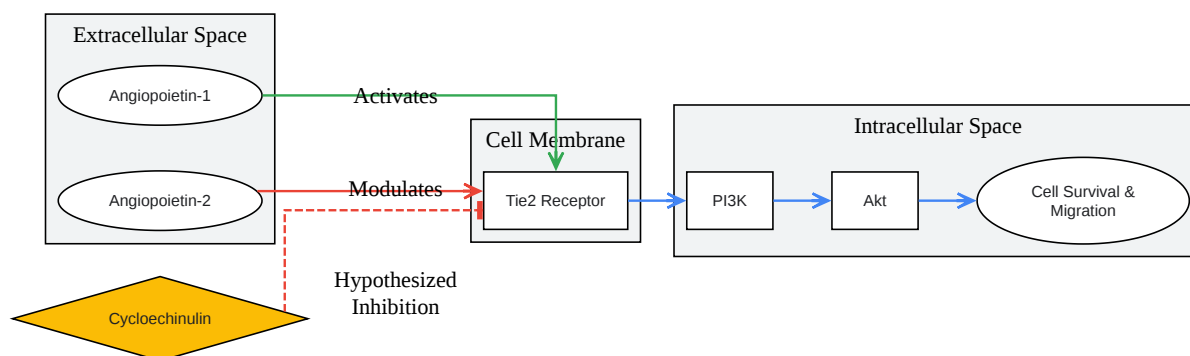 Extracellular Space
Angiopoietin-1
Activates
Cell Membrane
Intracellular Space
Angiopoietin-2
Modulates
Tie2 Receptor
PI3K
Akt
Cell Survival &
Migration
Hypothesized
Inhibition
Cycloechinulin